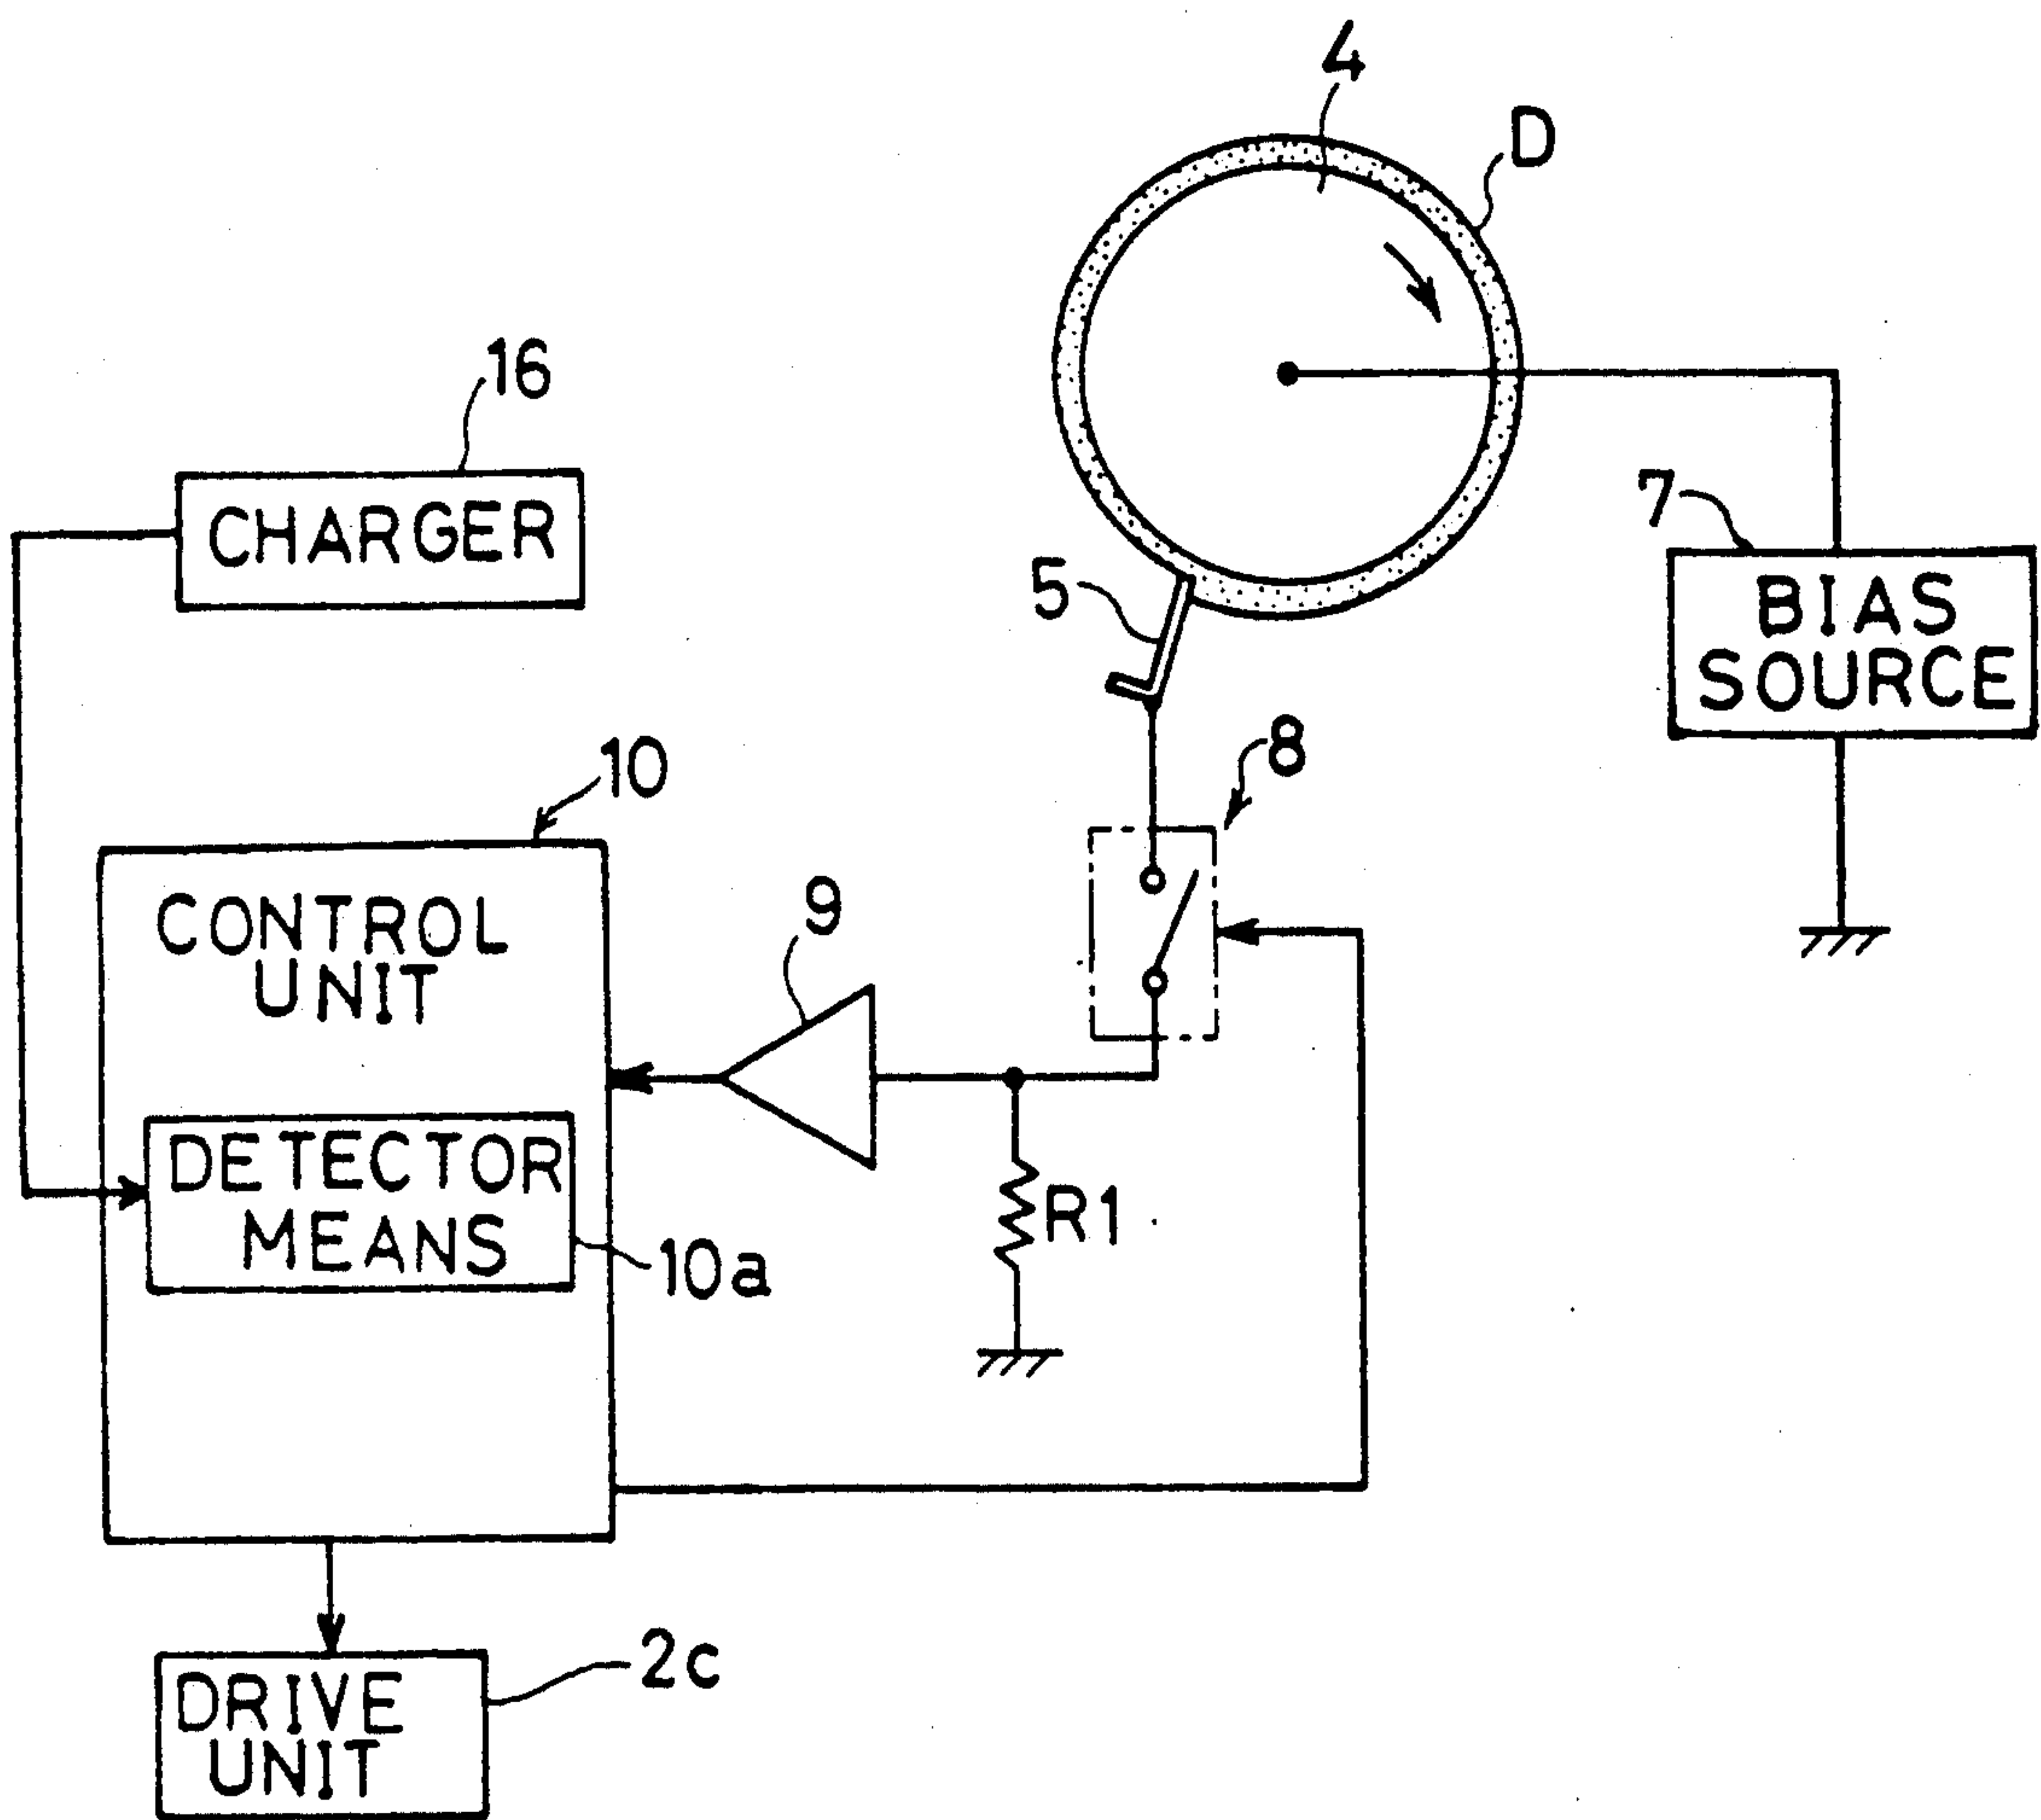 4
D
16
CHARGER
7
5
BIAS
SOURCE
8
10
9
CONTROL
UNIT
DETECTOR
MEANS
R1
10a
2c
DRIVE
UNIT